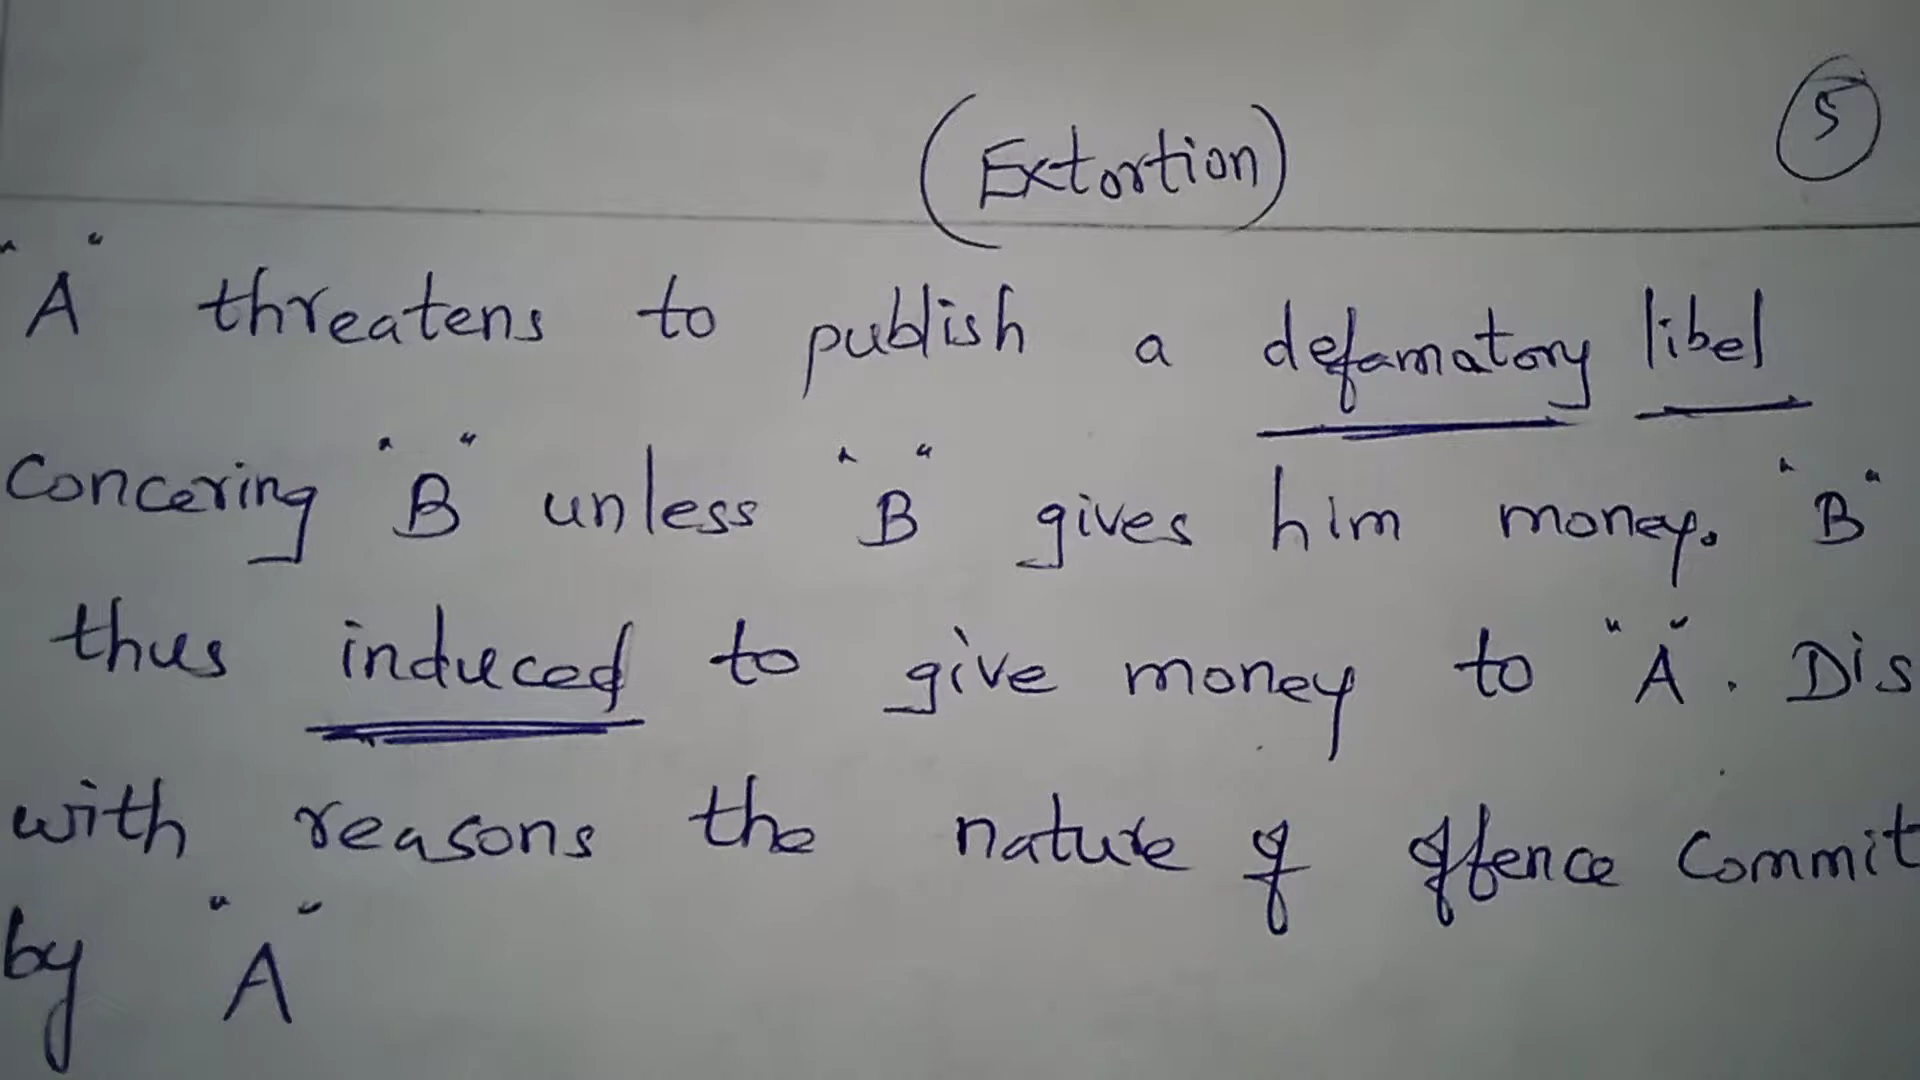 (Extortion)
5
"A" threatens to publish a defamatory libel
Concering "B" unless "B" gives him money. "B"
thus induced to give money to "A". Dis
with reasons the nature of offence Commit
by "A"